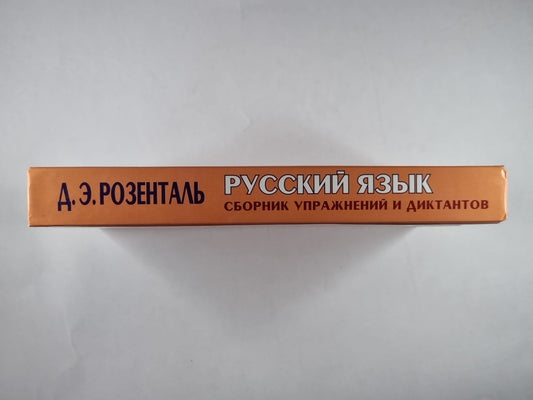 Д. Э. РОЗЕНТАЛЬ
РУССКИЙ ЯЗЫК
СБОРНИК УПРАЖНЕНИЙ И ДИКТАНТОВ